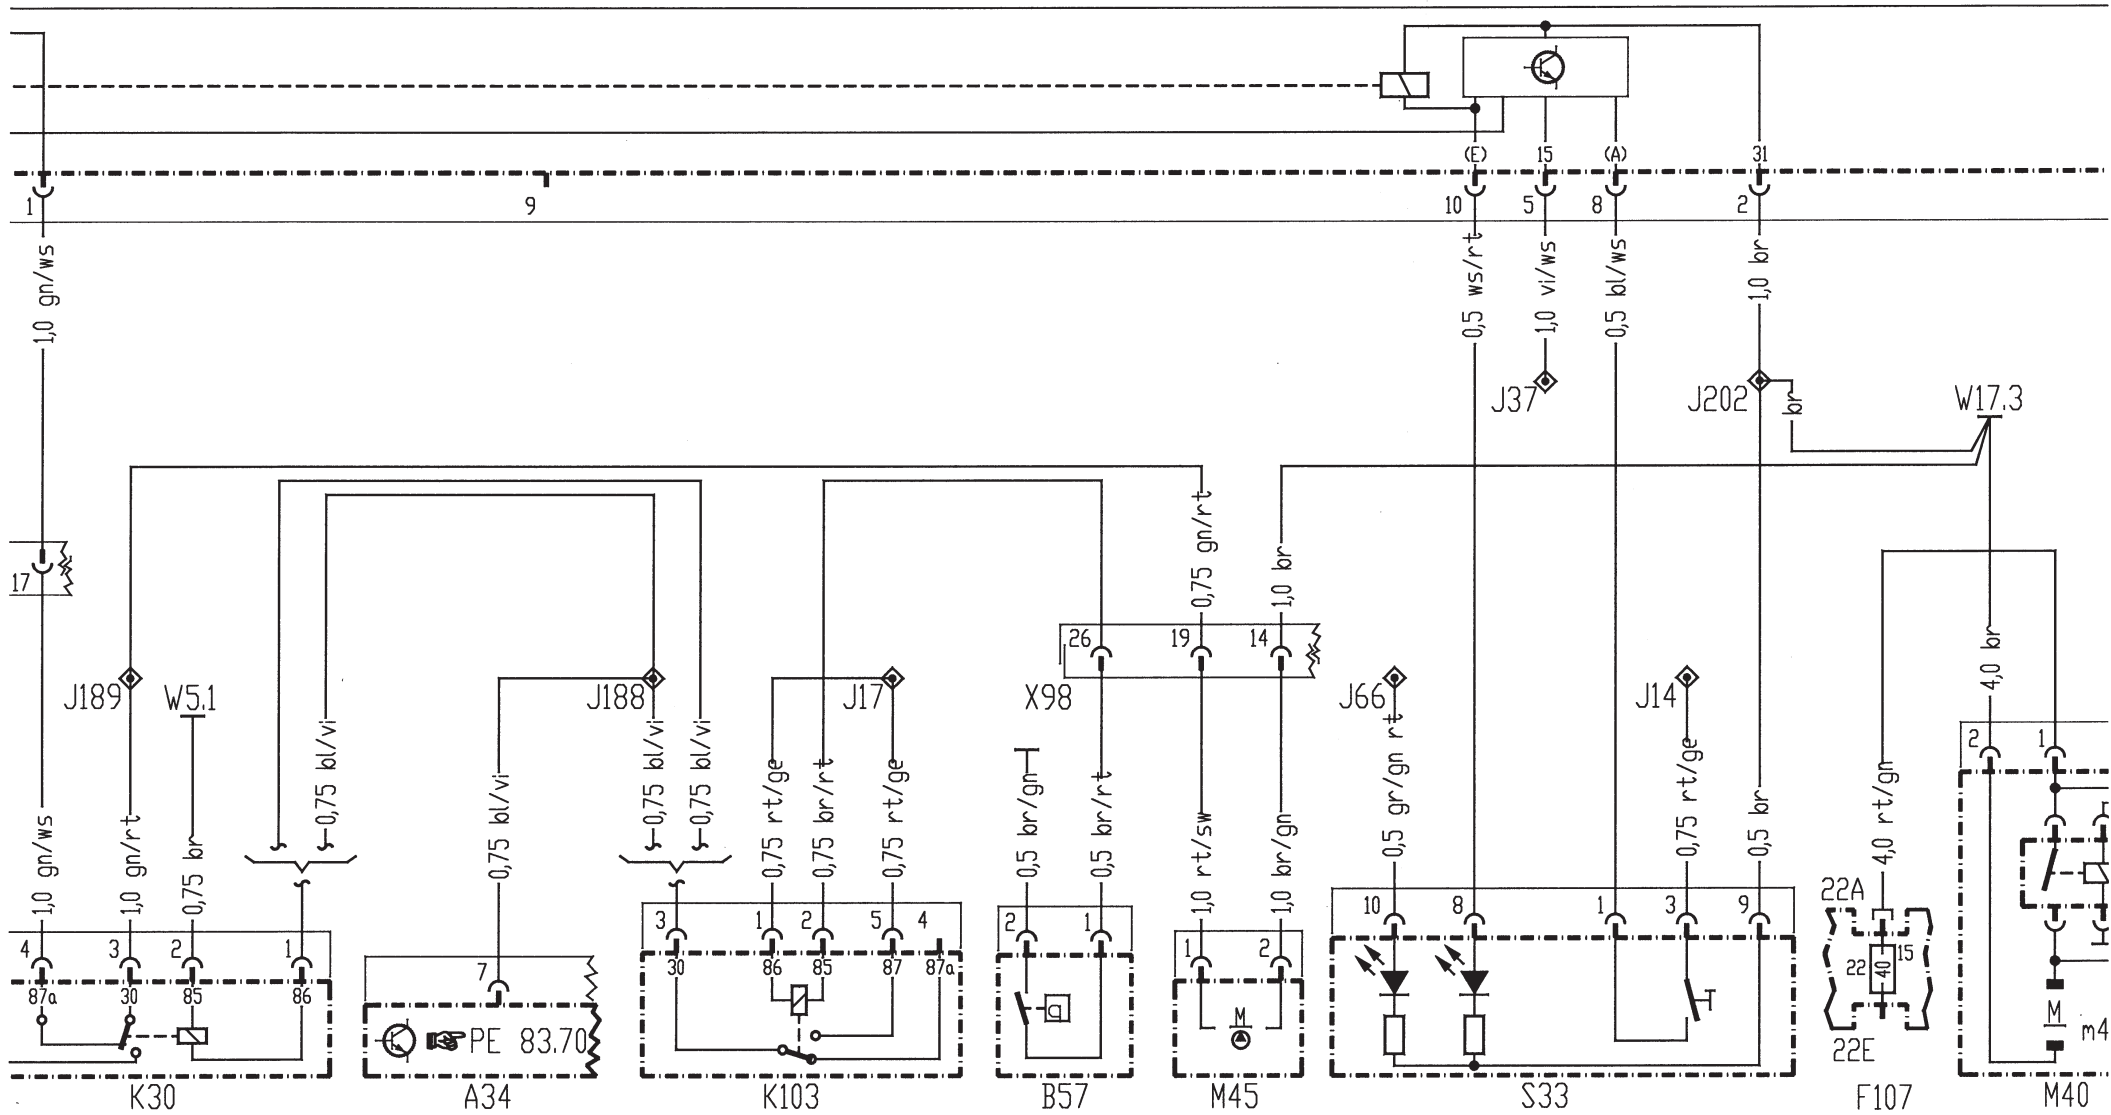 (E) 15 (A) 31
1 9 10 5 8 2
1,0 gn/ws
0,5 ws/rt
1,0 vi/ws
0,5 bl/ws
1,0 br
J37 J202 br W17.3
0,75 gn/rt
1,0 br
17
26 19 14
4,0 br
J189 W5.1 J188 J17 X98 J66 J14
0,75 bl/vi
0,75 bl/vi
0,75 bl/vi
2 1
1,0 gn/ws
1,0 gn/rt
0,75 br
0,75 bl/vi
0,75 rt/ge
0,75 br/rt
0,75 rt/ge
0,5 br/gn
0,5 br/rt
1,0 rt/sw
1,0 br/gn
0,5 gr/gn rt
0,75 rt/ge
0,5 br
4,0 rt/gn
22A
4 3 2 1
7
3 1 2 5 4
2 1
1 2
10 8 1 3 9
87a 30 85 86
30 86 85 87 87a
22 40 15
PE 83.70
M
M
m4
22E
K30 A34 K103 B57 M45 S33 F107 M40